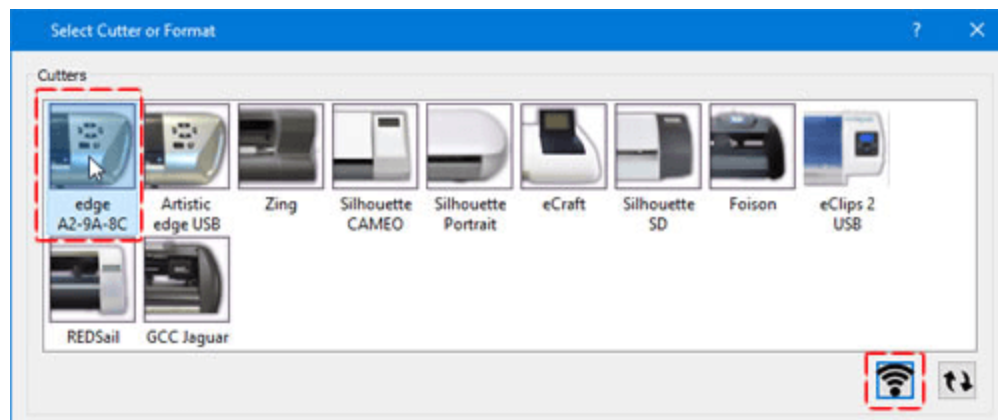 Select Cutter or Format
?
Cutters
edge
A2-9A-8C
Artistic
edge USB
Zing
Silhouette
CAMEO
Silhouette
Portrait
eCraft
Silhouette
SD
Foison
eClips 2
USB
REDSail
GCC Jaguar